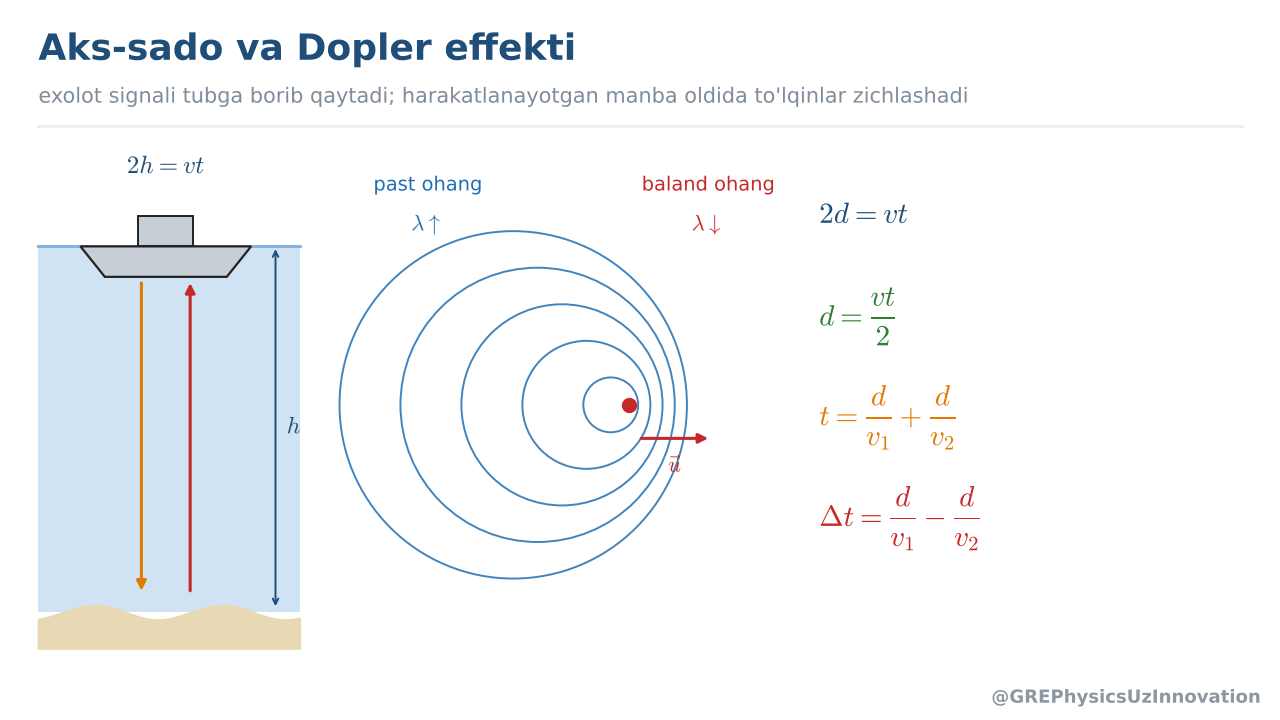 Aks-sado va Dopler effekti
exolot signali tubga borib qaytadi; harakatlanayotgan manba oldida to'lqinlar zichlashadi
2h = vt
past ohang
λ↑
baland ohang
λ↓
h
u⃗
2d = vt
d = vt/2
t = d/v₁ + d/v₂
Δt = d/v₁ − d/v₂
@GREPhysicsUzInnovation